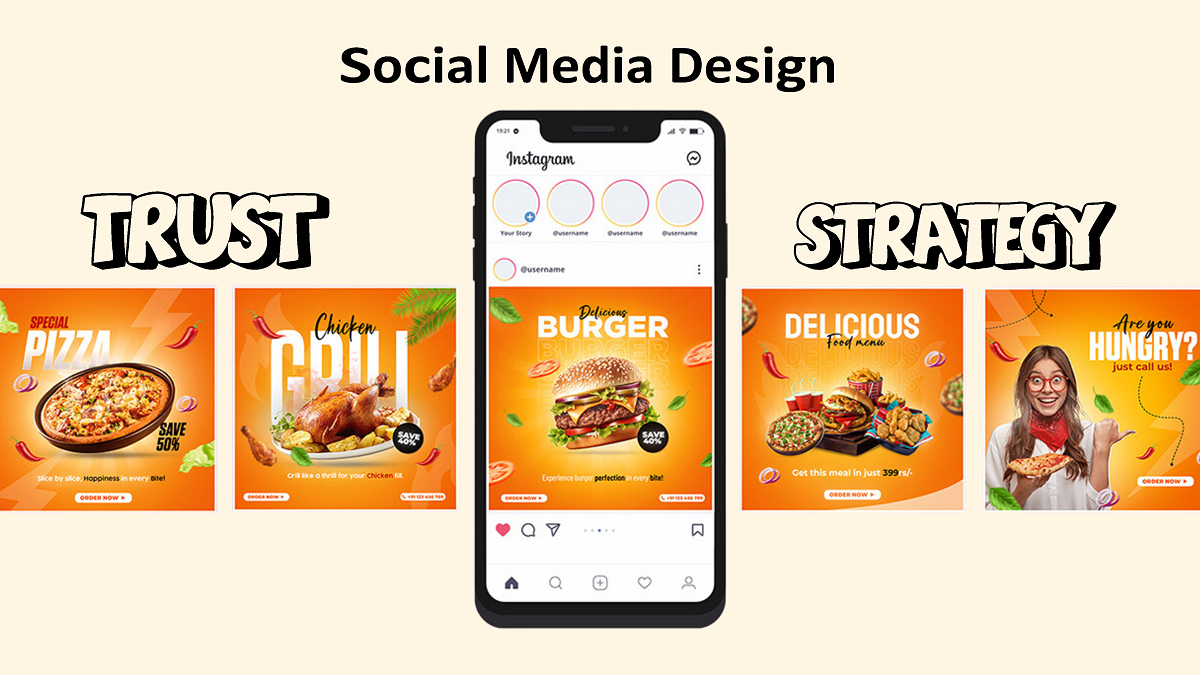 Social Media Design
TRUST
STRATEGY
19:21
Instagram
Your Story
@username
@username
@username
@username
SPECIAL
PIZZA
SAVE
50%
Slice by slice, Happiness in every Bite!
ORDER NOW
Chicken
GRILL
SAVE
40%
Grill like a thrill for your Chicken fill.
ORDER NOW
+91 123 456 789
Delicious
BURGER
BURGER
BURGER
SAVE
40%
Experience burger perfection in every bite!
ORDER NOW
+91 123 456 789
DELICIOUS
Food menu
Get this meal in just 399rs/-
ORDER NOW
Are you
HUNGRY?
just call us!
ORDER NOW